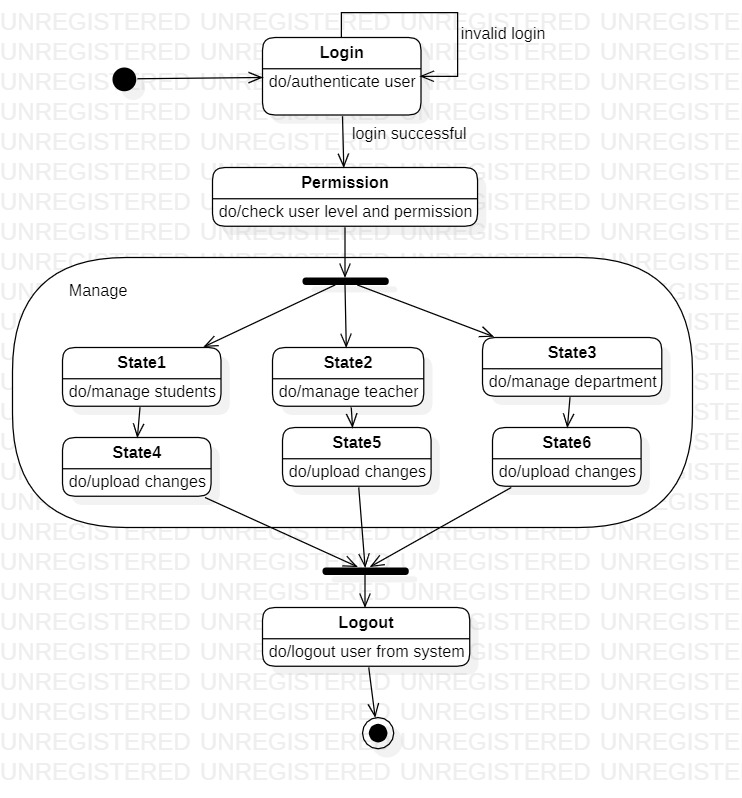 Login
invalid login
do/authenticate user
login successful
Permission
do/check user level and permission
Manage
State1
State2
State3
do/manage students
do/manage teacher
do/manage department
State4
State5
State6
do/upload changes
do/upload changes
do/upload changes
Logout
do/logout user from system
UNREGISTERED UNREGISTERED UNREGISTERED UNREGISTE